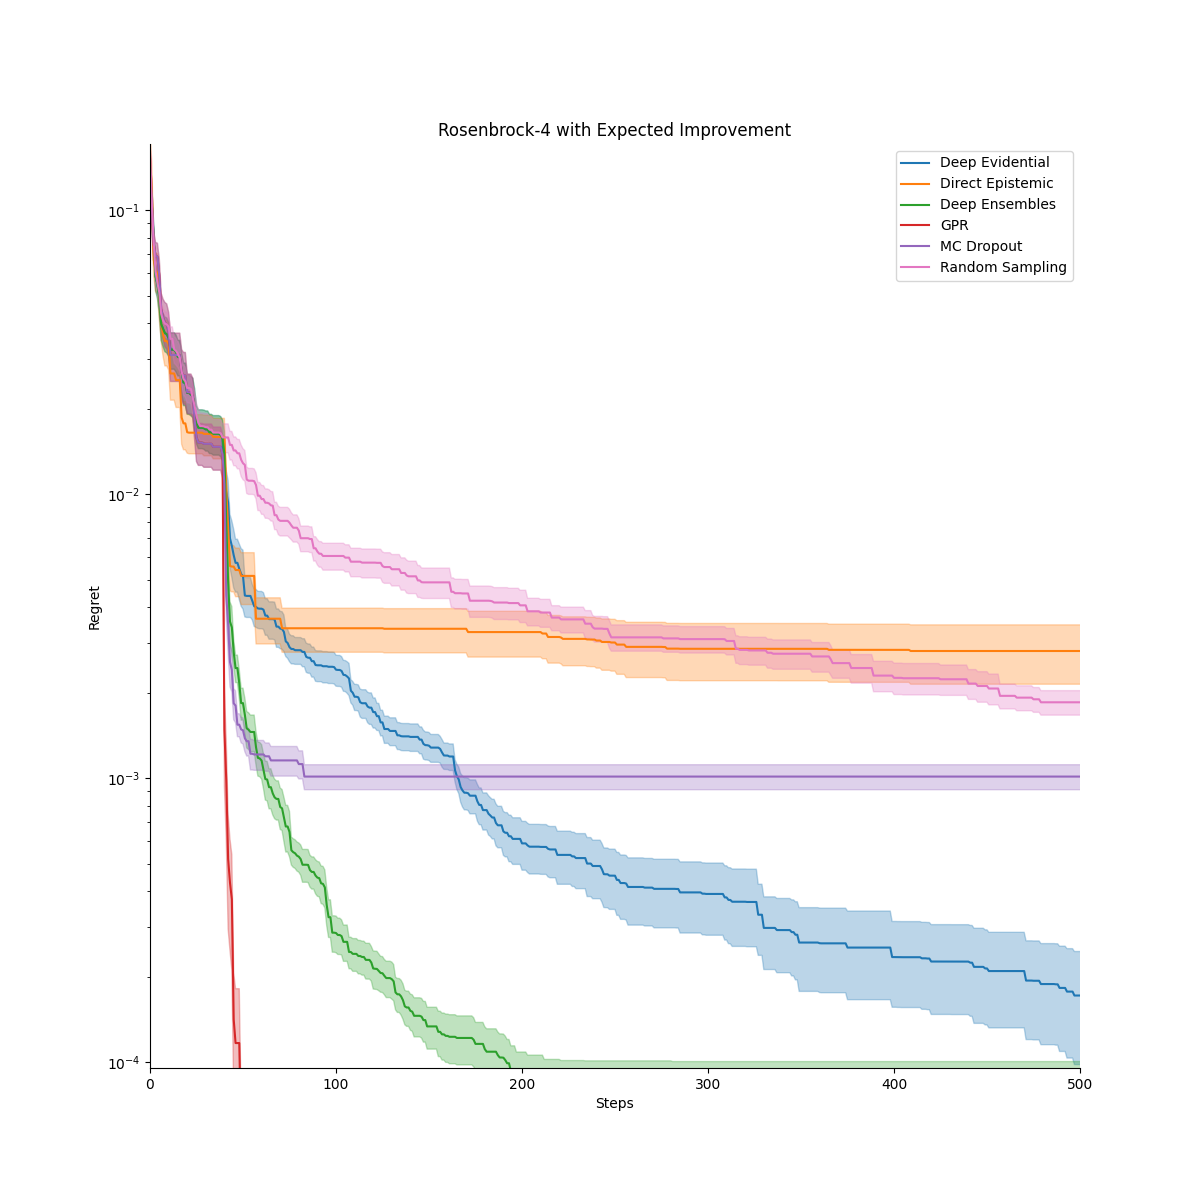 Rosenbrock-4 with Expected Improvement
Deep Evidential
Direct Epistemic
Deep Ensembles
GPR
MC Dropout
Random Sampling
10⁻¹
10⁻²
10⁻³
10⁻⁴
Regret
0 100 200 300 400 500
Steps